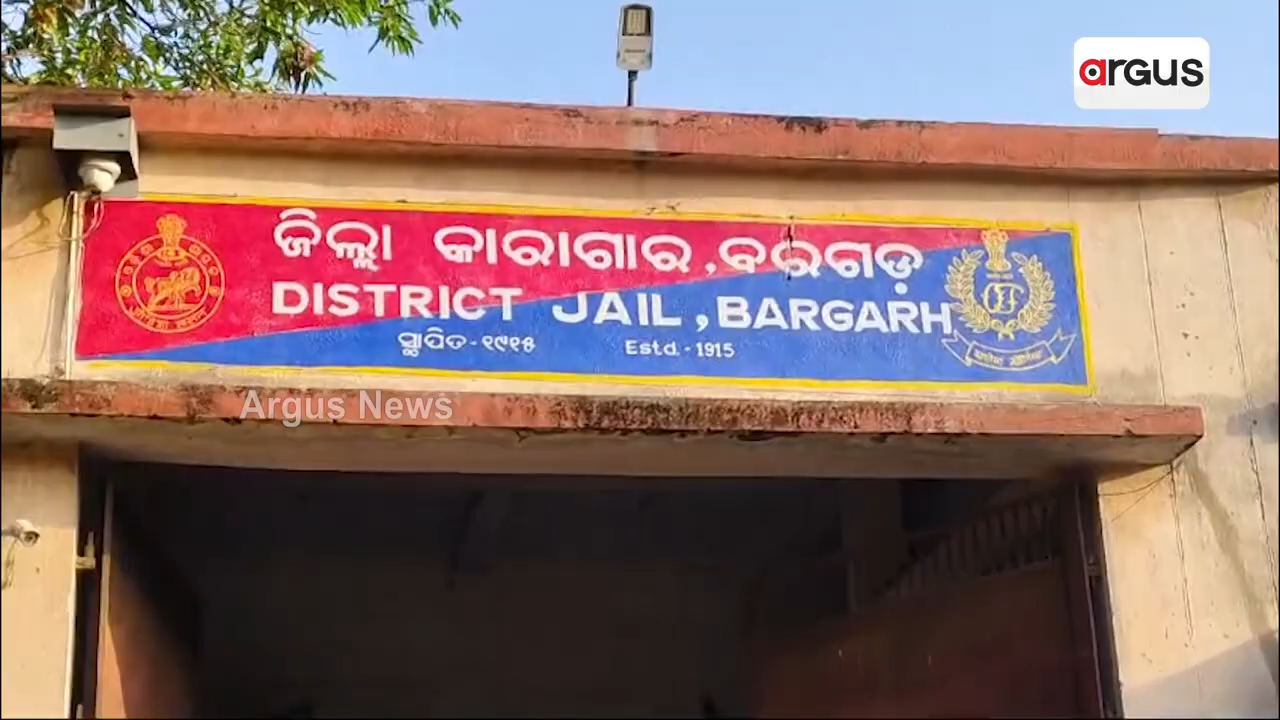 argus
ଜିଲ୍ଲା କାରାଗାର , ବରଗଡ଼
DISTRICT JAIL , BARGARH
ସ୍ଥାପିତ - ୧୯୧୫ Estd. - 1915
Argus News